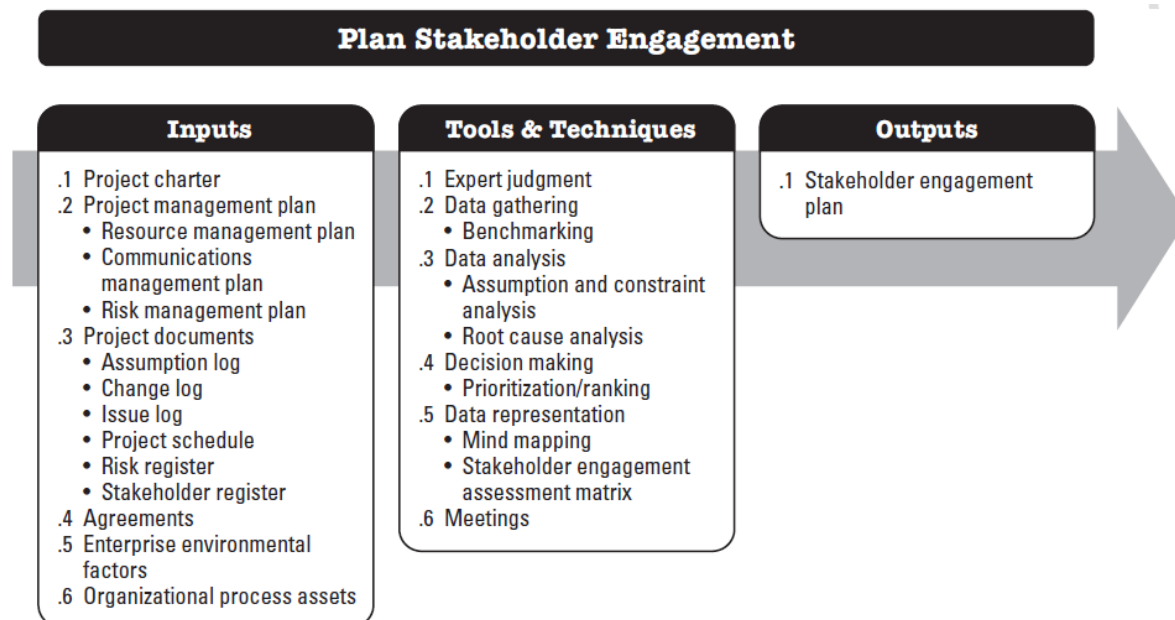 Plan Stakeholder Engagement
Inputs
.1 Project charter
.2 Project management plan
• Resource management plan
• Communications
management plan
• Risk management plan
.3 Project documents
• Assumption log
• Change log
• Issue log
• Project schedule
• Risk register
• Stakeholder register
.4 Agreements
.5 Enterprise environmental
factors
.6 Organizational process assets
Tools & Techniques
.1 Expert judgment
.2 Data gathering
• Benchmarking
.3 Data analysis
• Assumption and constraint
analysis
• Root cause analysis
.4 Decision making
• Prioritization/ranking
.5 Data representation
• Mind mapping
• Stakeholder engagement
assessment matrix
.6 Meetings
Outputs
.1 Stakeholder engagement
plan